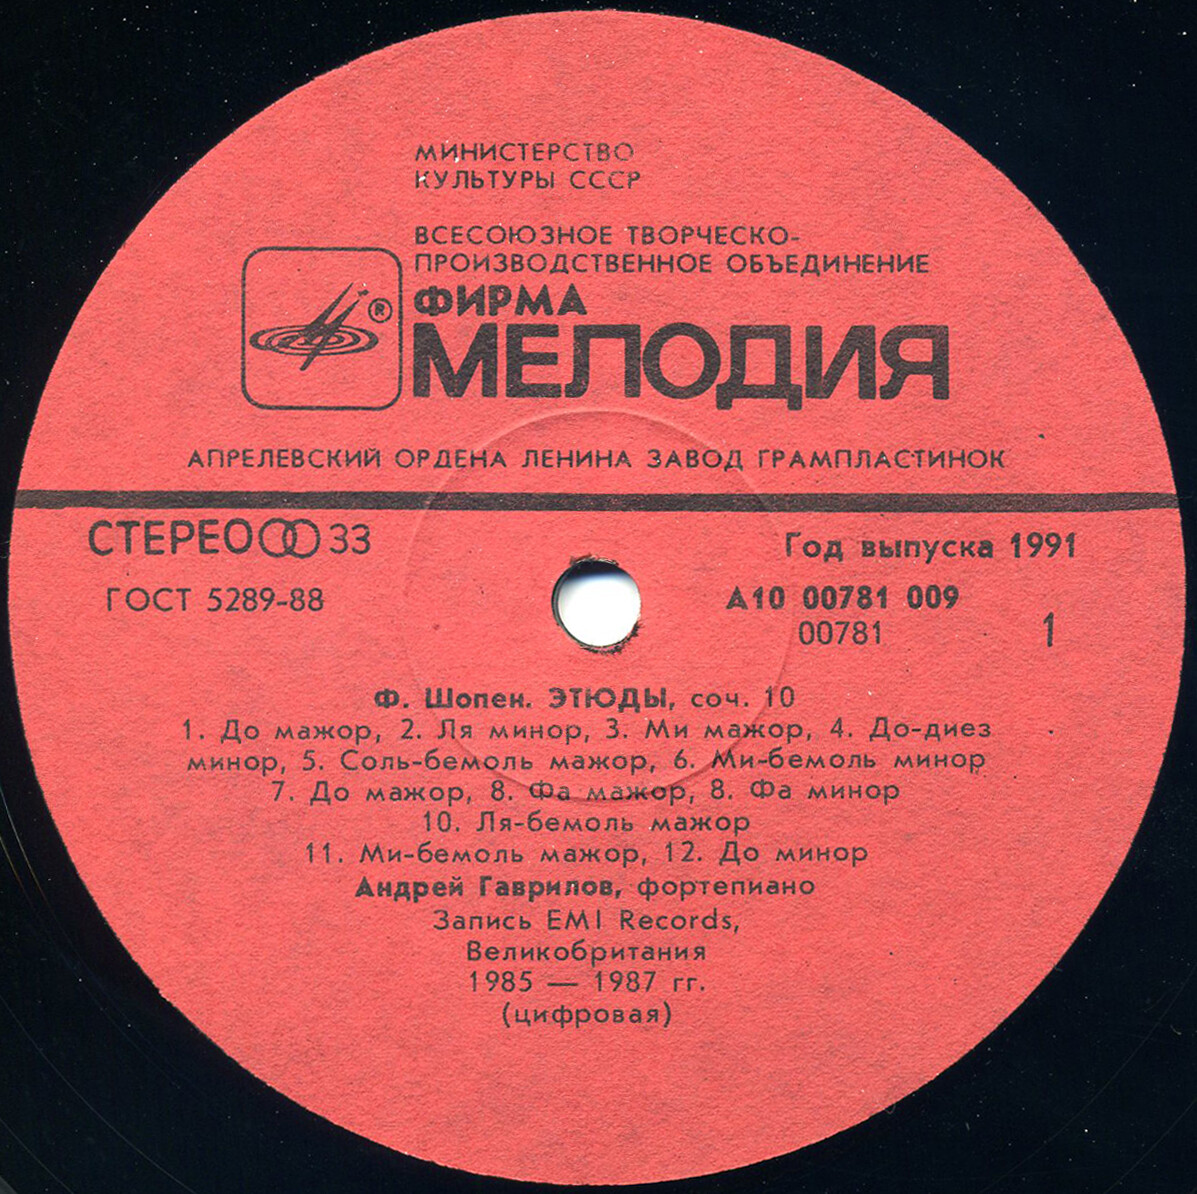 МИНИСТЕРСТВО
КУЛЬТУРЫ СССР
ВСЕСОЮЗНОЕ ТВОРЧЕСКО-
ПРОИЗВОДСТВЕННОЕ ОБЪЕДИНЕНИЕ
ФИРМА
®
МЕЛОДИЯ
АПРЕЛЕВСКИЙ ОРДЕНА ЛЕНИНА ЗАВОД ГРАМПЛАСТИНОК
СТЕРЕО 33
Год выпуска 1991
ГОСТ 5289-88
А10 00781 009
00781
1
Ф. Шопен. ЭТЮДЫ, соч. 10
1. До мажор, 2. Ля минор, 3. Ми мажор, 4. До-диез
минор, 5. Соль-бемоль мажор, 6. Ми-бемоль минор
7. До мажор, 8. Фа мажор, 8. Фа минор
10. Ля-бемоль мажор
11. Ми-бемоль мажор, 12. До минор
Андрей Гаврилов, фортепиано
Запись EMI Records,
Великобритания
1985 — 1987 гг.
(цифровая)